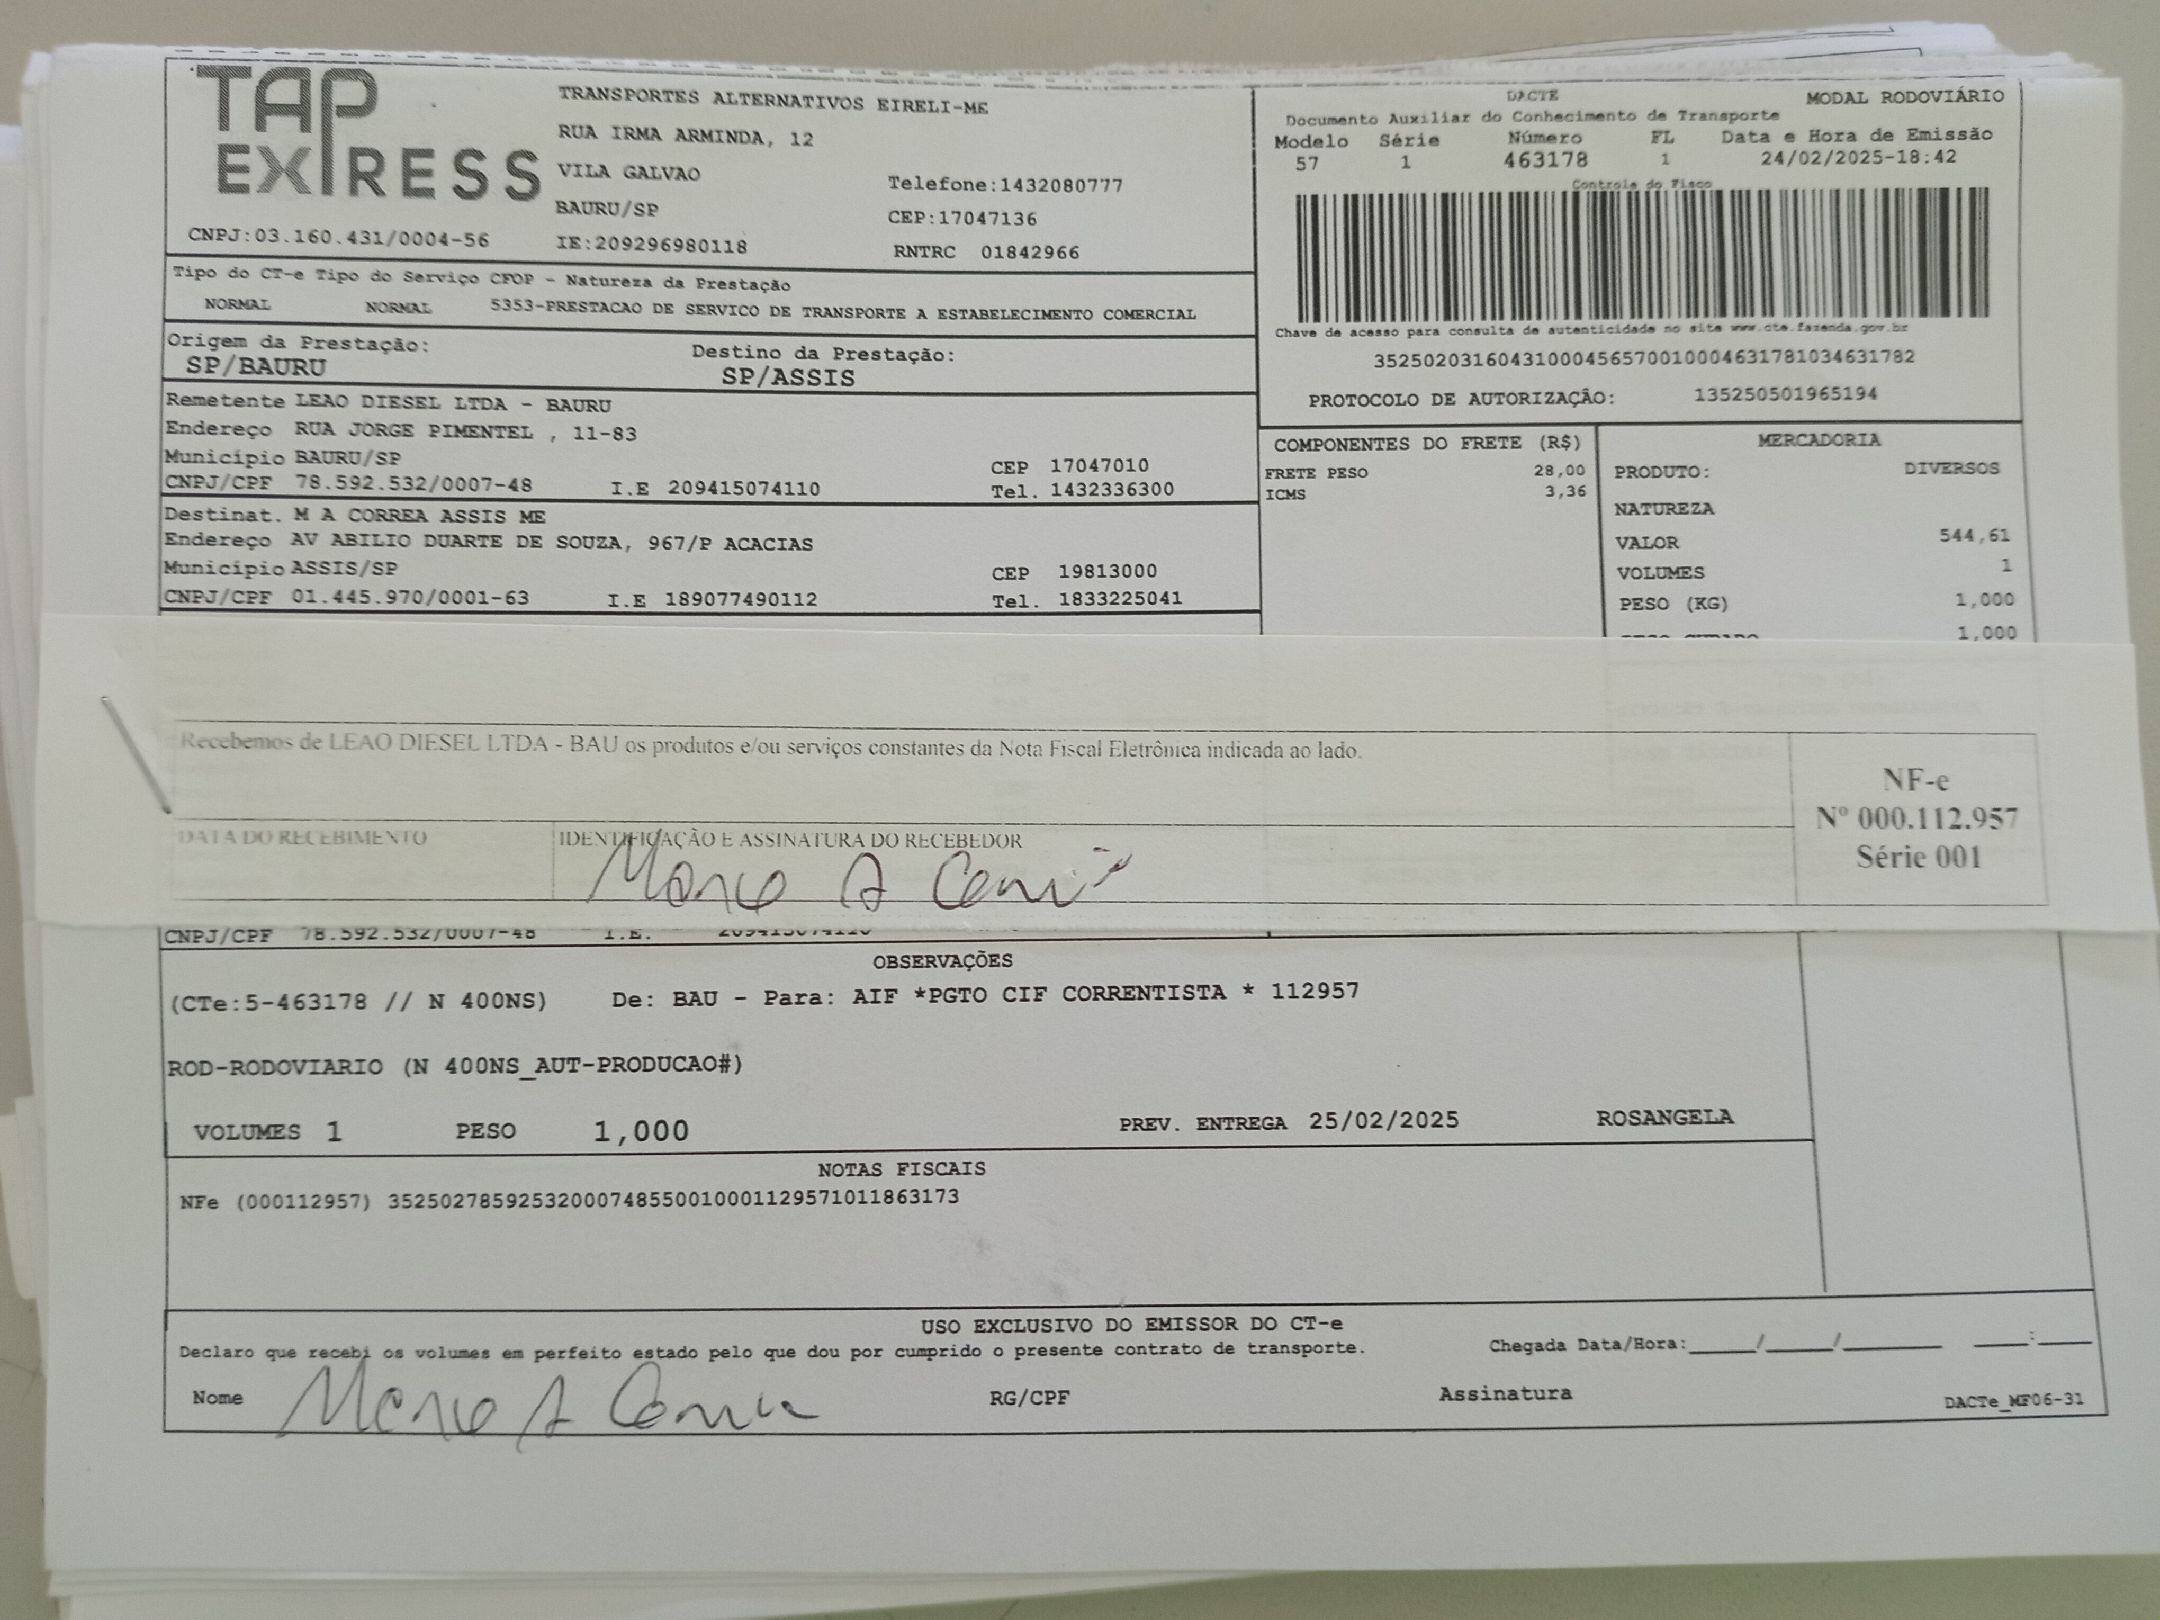 TAP EXPRESS
TRANSPORTES ALTERNATIVOS EIRELI-ME
RUA IRMA ARMINDA, 12
VILA GALVAO
Telefone:1432080777
BAURU/SP
CEP:17047136
CNPJ:03.160.431/0004-56
IE:209296980118
RNTRC 01842966
DACTE
MODAL RODOVIÁRIO
Documento Auxiliar do Conhecimento de Transporte
Modelo Série Número FL Data e Hora de Emissão
57 1 463178 1 24/02/2025-18:42
Controle do Fisco
Chave de acesso para consulta de autenticidade no site www.cte.fazenda.gov.br
35250203160431000456570010004631781034631782
PROTOCOLO DE AUTORIZAÇÃO: 135250501965194
Tipo do CT-e Tipo do Serviço CFOP - Natureza da Prestação
NORMAL NORMAL 5353-PRESTACAO DE SERVICO DE TRANSPORTE A ESTABELECIMENTO COMERCIAL
Origem da Prestação: Destino da Prestação:
SP/BAURU SP/ASSIS
Remetente LEAO DIESEL LTDA - BAURU
Endereço RUA JORGE PIMENTEL , 11-83
Município BAURU/SP CEP 17047010
CNPJ/CPF 78.592.532/0007-48 I.E 209415074110 Tel. 1432336300
Destinat. M A CORREA ASSIS ME
Endereço AV ABILIO DUARTE DE SOUZA, 967/P ACACIAS
Município ASSIS/SP CEP 19813000
CNPJ/CPF 01.445.970/0001-63 I.E 189077490112 Tel. 1833225041
COMPONENTES DO FRETE (R$)
FRETE PESO 28,00
ICMS 3,36
MERCADORIA
PRODUTO: DIVERSOS
NATUREZA
VALOR 544,61
VOLUMES 1
PESO (KG) 1,000
1,000
Recebemos de LEAO DIESEL LTDA - BAU os produtos e/ou serviços constantes da Nota Fiscal Eletrônica indicada ao lado.
NF-e
Nº 000.112.957
Série 001
DATA DO RECEBIMENTO IDENTIFICAÇÃO E ASSINATURA DO RECEBEDOR
CNPJ/CPF 78.592.532/0007-48 I.E. 209415074110
OBSERVAÇÕES
(CTe:5-463178 // N 400NS) De: BAU - Para: AIF *PGTO CIF CORRENTISTA * 112957
ROD-RODOVIARIO (N 400NS_AUT-PRODUCAO#)
VOLUMES 1 PESO 1,000 PREV. ENTREGA 25/02/2025 ROSANGELA
NOTAS FISCAIS
NFe (000112957) 35250278592532000748550010001129571011863173
USO EXCLUSIVO DO EMISSOR DO CT-e
Declaro que recebi os volumes em perfeito estado pelo que dou por cumprido o presente contrato de transporte. Chegada Data/Hora:____/____/______ ___:___
Nome RG/CPF Assinatura
DACTe_MF06-31